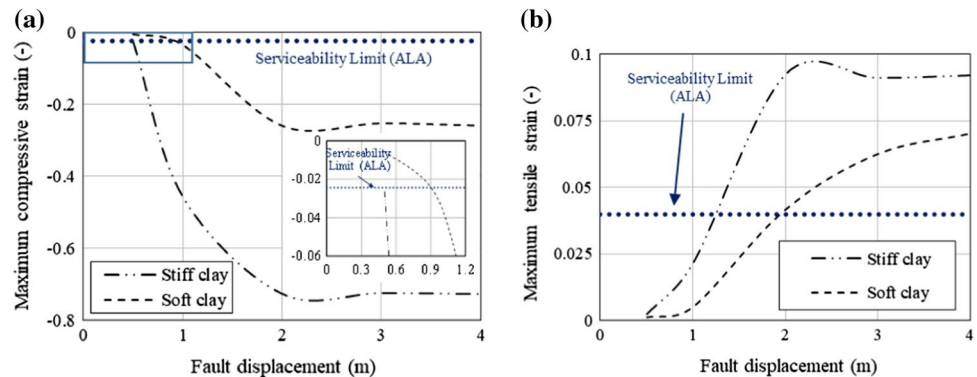 (a)
Maximum compressive strain (-)
0
-0.2
-0.4
-0.6
-0.8
0
1
2
3
4
Fault displacement (m)
Serviceability Limit (ALA)
Stiff clay
Soft clay
0
-0.02
-0.04
-0.06
0
0.3
0.6
0.9
1.2
Serviceability
Limit (ALA)
(b)
Maximum tensile strain (-)
0.1
0.075
0.05
0.025
0
0
1
2
3
4
Fault displacement (m)
Serviceability Limit
(ALA)
Stiff clay
Soft clay